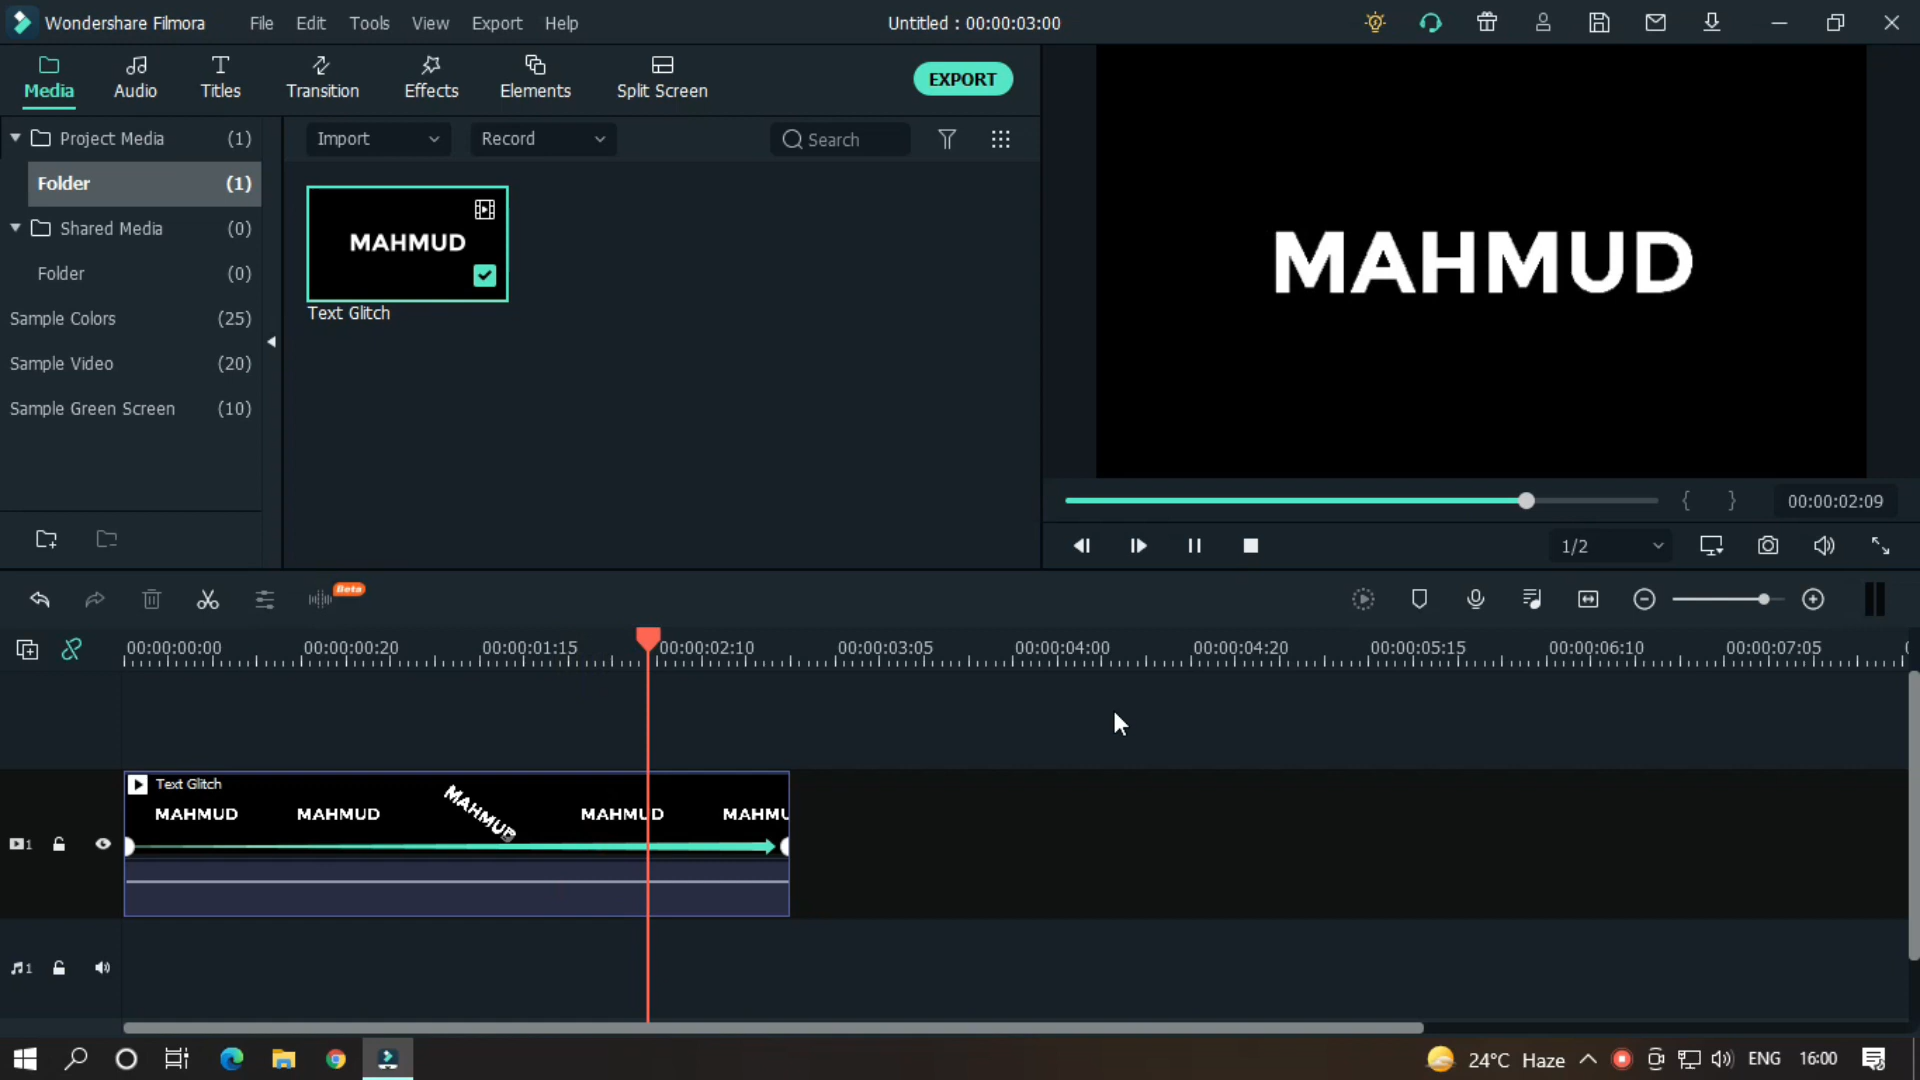 Wondershare Filmora File Edit Tools View Export Help Untitled : 00:00:03:00
Media Audio Titles Transition Effects Elements Split Screen EXPORT
Project Media (1)
Import Record Search
Folder (1)
Shared Media (0)
Folder (0)
Sample Colors (25)
Sample Video (20)
Sample Green Screen (10)
MAHMUD
Text Glitch
MAHMUD
00:00:02:09
1/2
Beta
00:00:00:00 00:00:00:20 00:00:01:15 00:00:02:10 00:00:03:05 00:00:04:00 00:00:04:20 00:00:05:15 00:00:06:10 00:00:07:05
Text Glitch
MAHMUD MAHMUD MAHMUD MAHMUD MAHMU
1
1
24°C Haze ENG 16:00